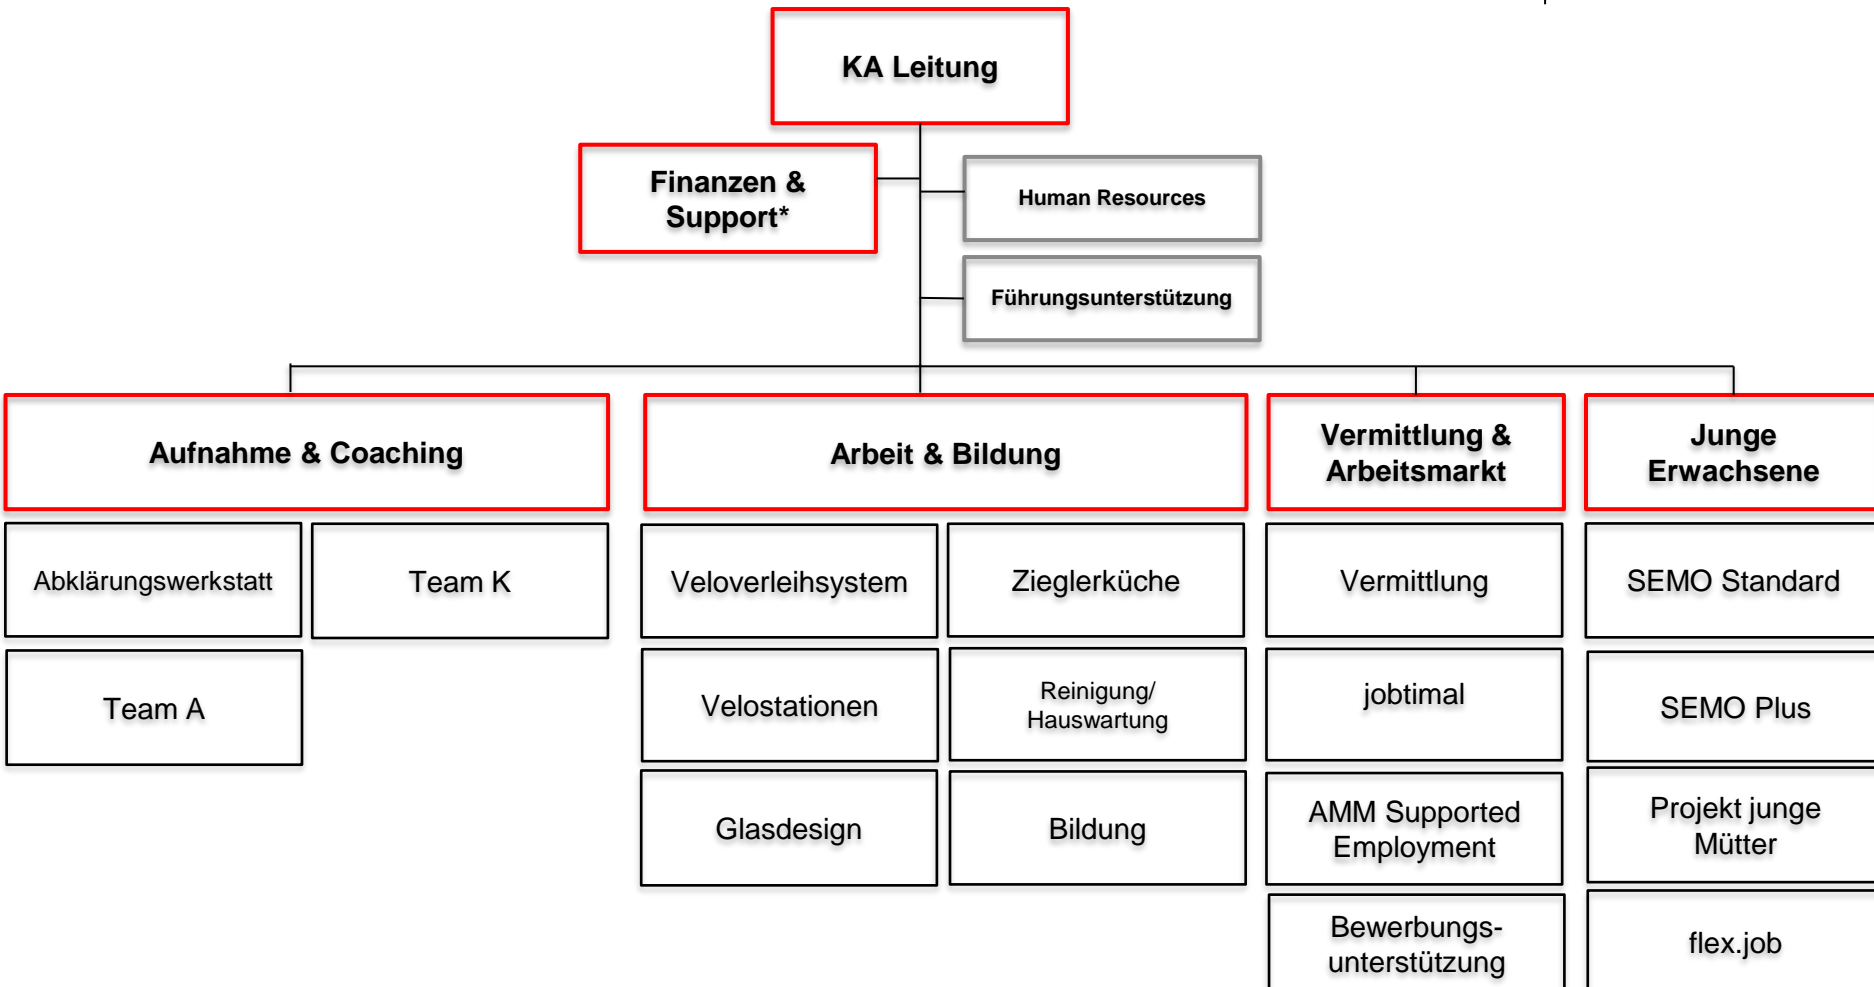 KA Leitung
Finanzen &
Support*
Human Resources
Führungsunterstützung
Aufnahme & Coaching
Arbeit & Bildung
Vermittlung &
Arbeitsmarkt
Junge
Erwachsene
Abklärungswerkstatt
Team K
Veloverleihsystem
Zieglerküche
Vermittlung
SEMO Standard
Team A
Velostationen
Reinigung/
Hauswartung
jobtimal
SEMO Plus
Glasdesign
Bildung
AMM Supported
Employment
Projekt junge
Mütter
Bewerbungs-
unterstützung
flex.job